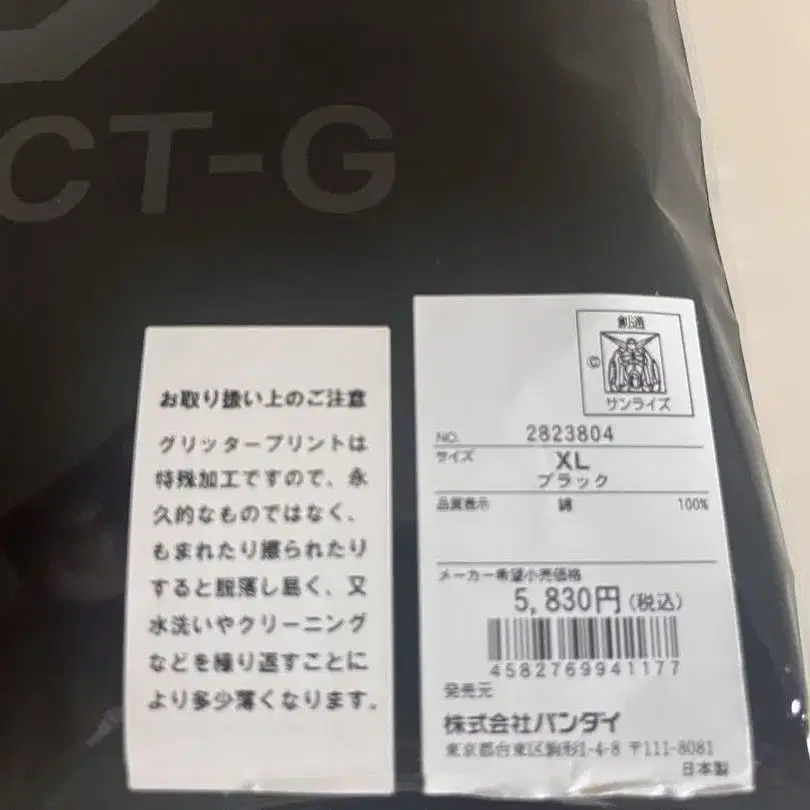 CT-G
お取り扱い上のご注意
グリッタープリントは
特殊加工ですので、永
久的なものではなく、
もまれたり擦られたり
すると脱落し易く、又
水洗いやクリーニング
などを繰り返すことに
より多少薄くなります。
創通
©
サンライズ
NO. 2823804
サイズ XL
ブラック
品質表示 綿 100%
メーカー希望小売価格
5,830円(税込)
4582769941177
発売元
株式会社バンダイ
東京都台東区駒形1-4-8 〒111-8081
日本製